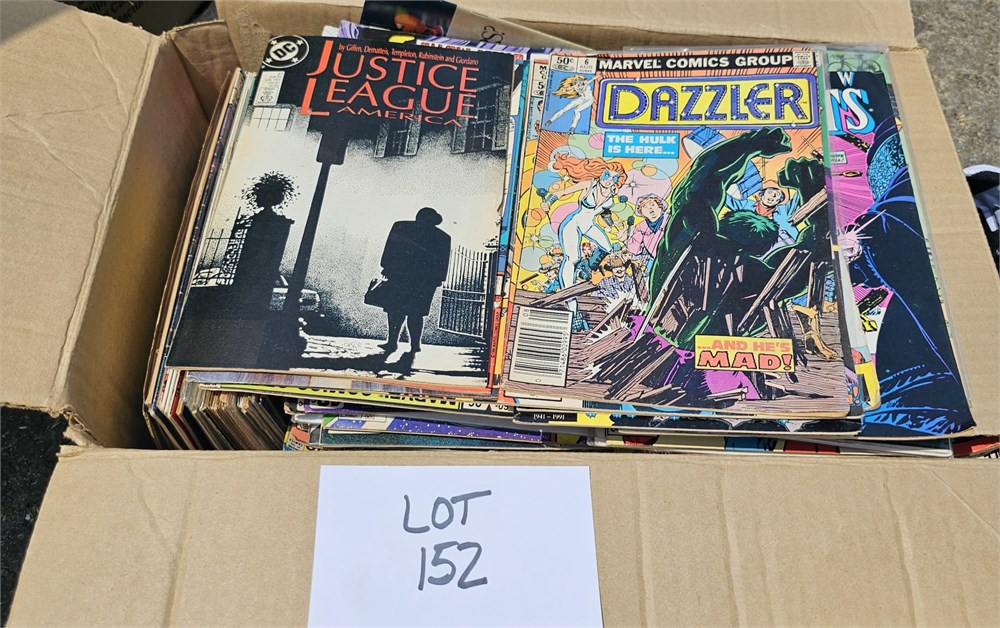 DC
by Giffen, Dematteis, Templeton, Rubinstein and Giordano
JUSTICE
LEAGUE
AMERICA
50¢
6
MARVEL COMICS GROUP
DAZZLER
THE HULK
IS HERE...
...AND HE'S
MAD!
W
TS
1941-1991
LOT
152